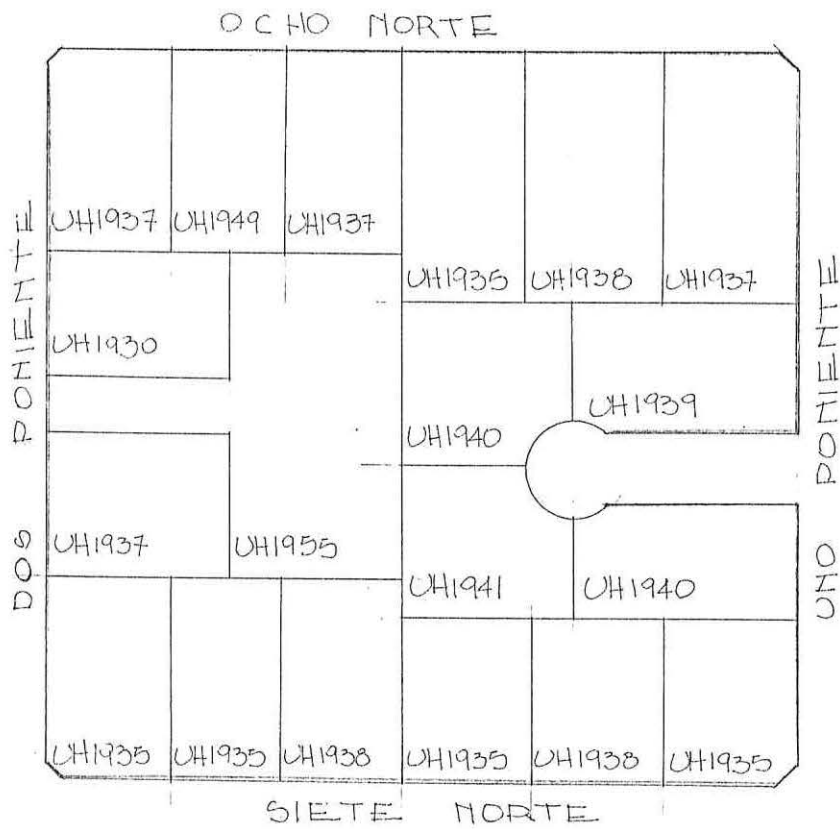 OCHO NORTE
UH1937 UH1949 UH1937
UH1935 UH1938 UH1937
DOS PONIENTE
UNO PONIENTE
UH1930
UH1939
UH1940
UH1937 UH1955
UH1941 UH1940
UH1935 UH1935 UH1938 UH1935 UH1938 UH1935
SIETE NORTE